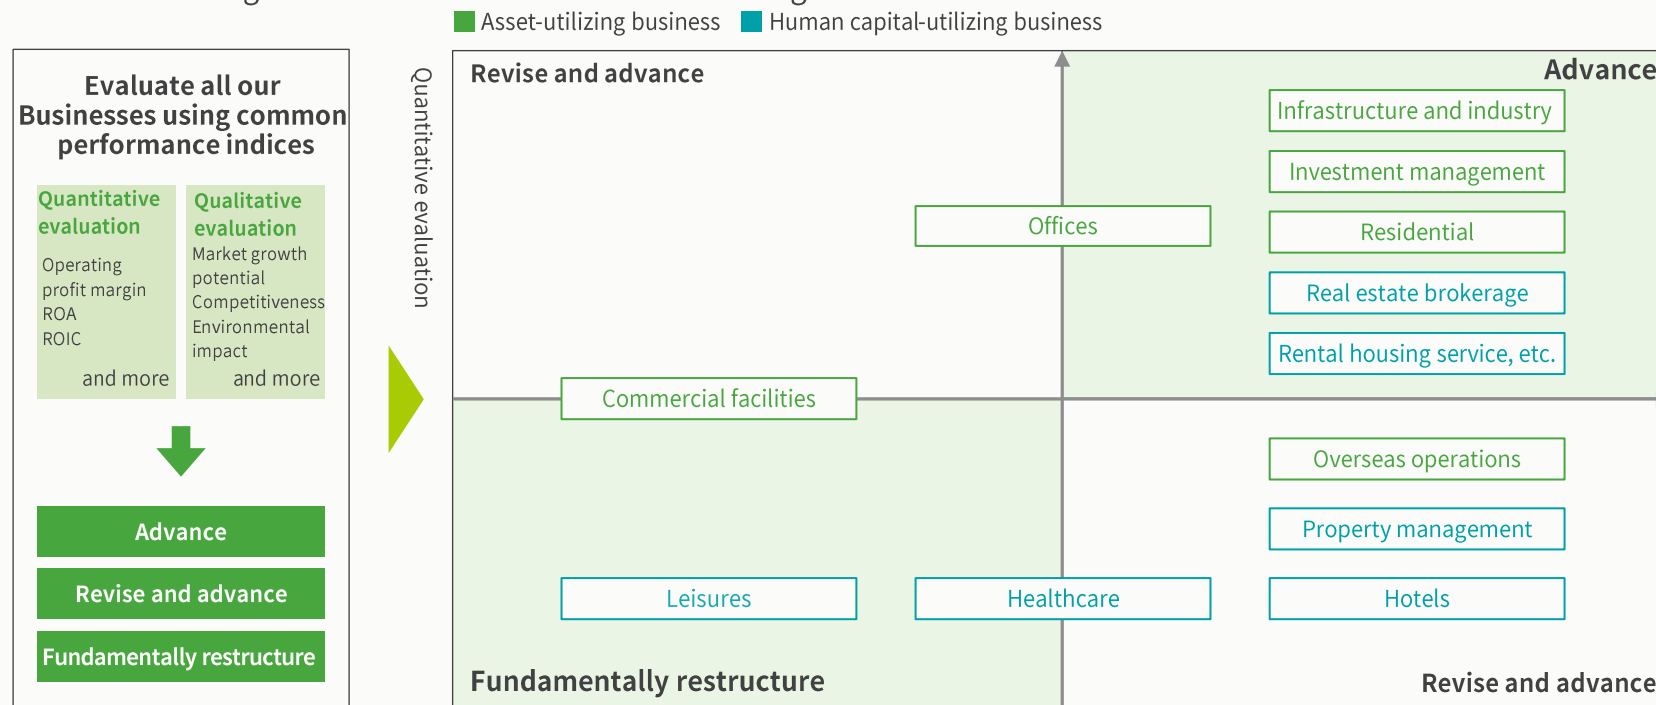 Asset-utilizing business
Human capital-utilizing business
Evaluate all our
Businesses using common
performance indices
Quantitative
evaluation
Operating
profit margin
ROA
ROIC
and more
Qualitative
evaluation
Market growth
potential
Competitiveness
Environmental
impact
and more
Advance
Revise and advance
Fundamentally restructure
Quantitative evaluation
Revise and advance
Advance
Infrastructure and industry
Investment management
Offices
Residential
Real estate brokerage
Rental housing service, etc.
Commercial facilities
Overseas operations
Property management
Leisures
Healthcare
Hotels
Fundamentally restructure
Revise and advance